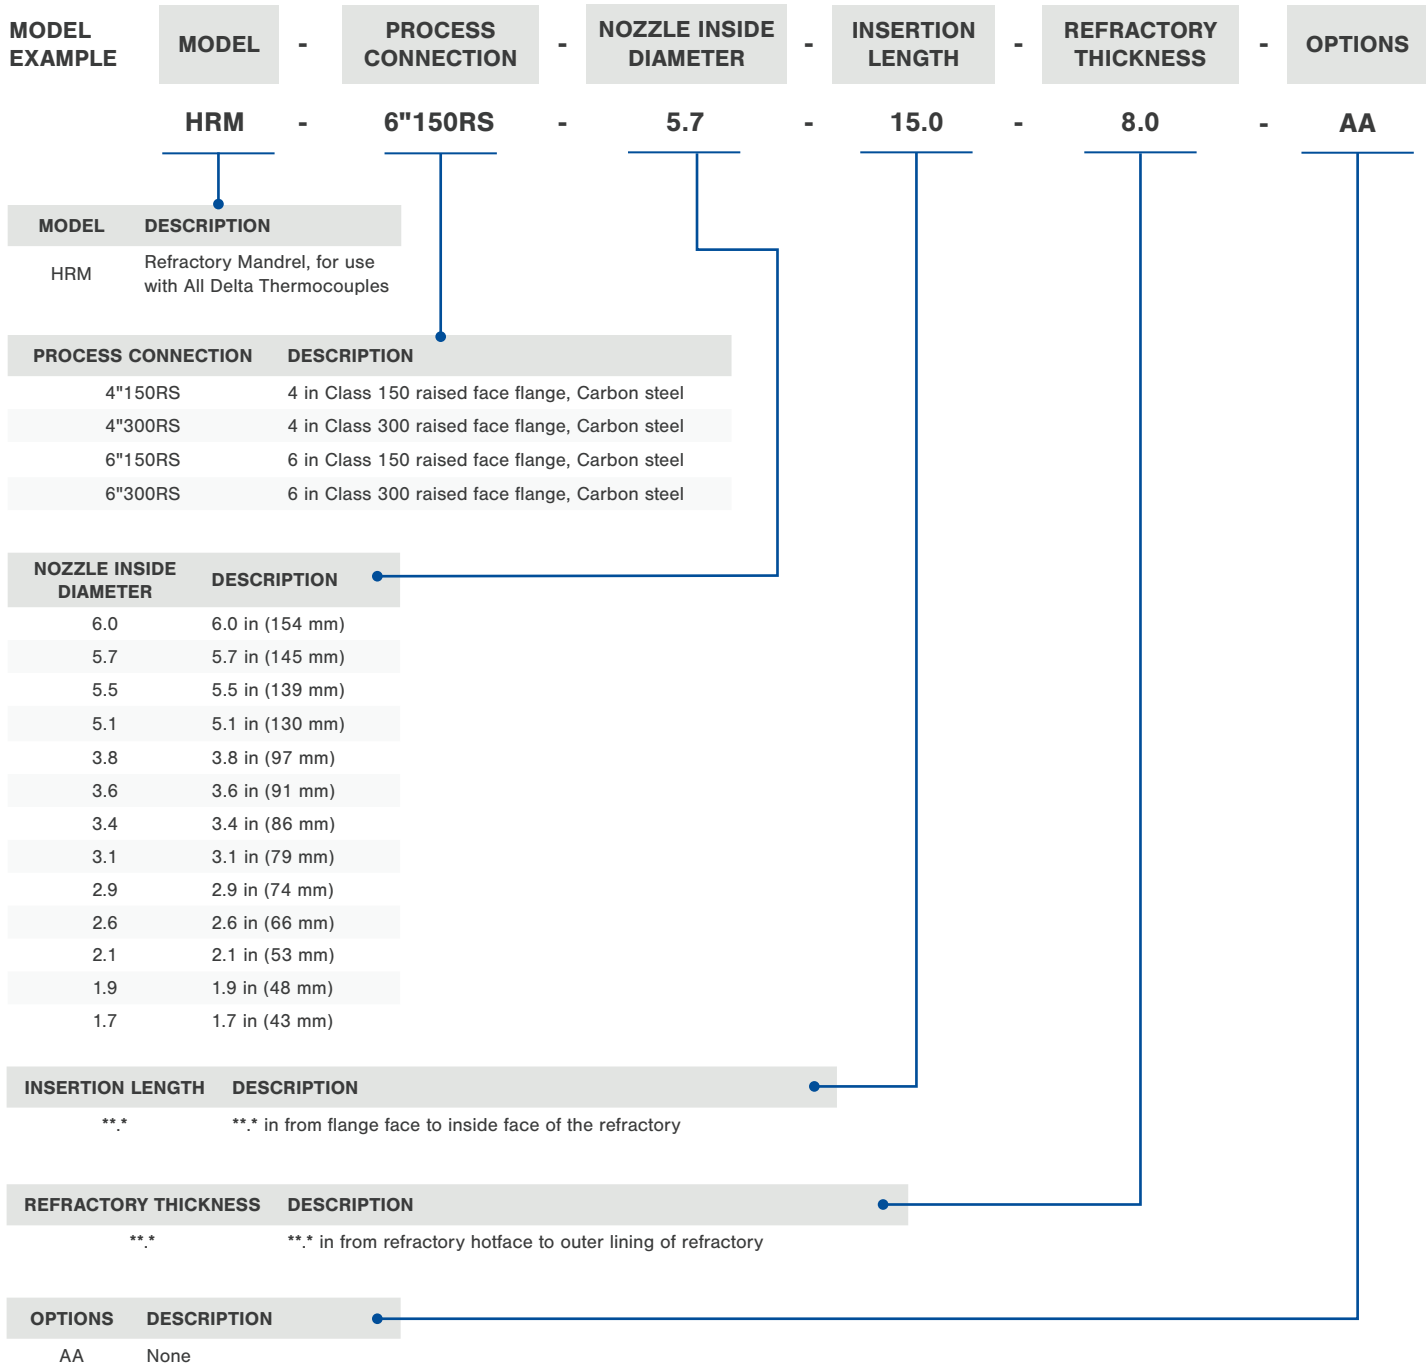 MODEL EXAMPLE MODEL - PROCESS CONNECTION - NOZZLE INSIDE DIAMETER - INSERTION LENGTH - REFRACTORY THICKNESS - OPTIONS
HRM - 6"150RS - 5.7 - 15.0 - 8.0 - AA
MODEL DESCRIPTION
HRM Refractory Mandrel, for use
with All Delta Thermocouples
PROCESS CONNECTION DESCRIPTION
4"150RS 4 in Class 150 raised face flange, Carbon steel
4"300RS 4 in Class 300 raised face flange, Carbon steel
6"150RS 6 in Class 150 raised face flange, Carbon steel
6"300RS 6 in Class 300 raised face flange, Carbon steel
NOZZLE INSIDE DIAMETER DESCRIPTION
6.0 6.0 in (154 mm)
5.7 5.7 in (145 mm)
5.5 5.5 in (139 mm)
5.1 5.1 in (130 mm)
3.8 3.8 in (97 mm)
3.6 3.6 in (91 mm)
3.4 3.4 in (86 mm)
3.1 3.1 in (79 mm)
2.9 2.9 in (74 mm)
2.6 2.6 in (66 mm)
2.1 2.1 in (53 mm)
1.9 1.9 in (48 mm)
1.7 1.7 in (43 mm)
INSERTION LENGTH DESCRIPTION
**.* **.* in from flange face to inside face of the refractory
REFRACTORY THICKNESS DESCRIPTION
**.* **.* in from refractory hotface to outer lining of refractory
OPTIONS DESCRIPTION
AA None